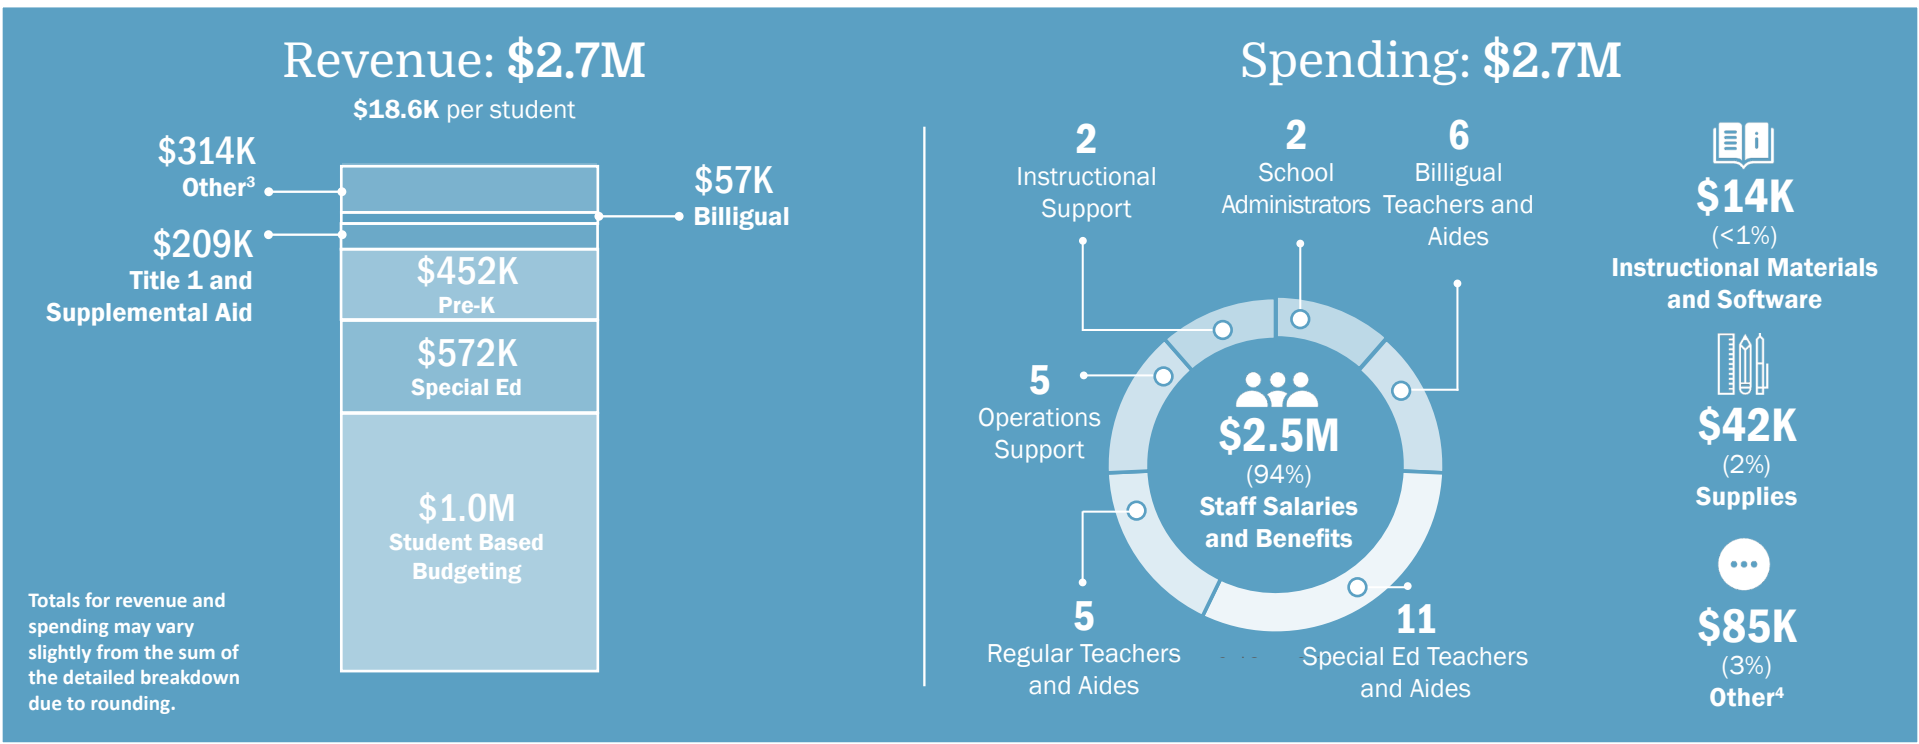 Revenue: $2.7M
$18.6K per student
$314K
Other³
$209K
Title 1 and
Supplemental Aid
$57K
Billigual
$452K
Pre-K
$572K
Special Ed
$1.0M
Student Based
Budgeting
Totals for revenue and
spending may vary
slightly from the sum of
the detailed breakdown
due to rounding.
Spending: $2.7M
2
Instructional
Support
2
School
Administrators
6
Billigual
Teachers and
Aides
5
Operations
Support
$2.5M
(94%)
Staff Salaries
and Benefits
5
Regular Teachers
and Aides
11
Special Ed Teachers
and Aides
$14K
(<1%)
Instructional Materials
and Software
$42K
(2%)
Supplies
$85K
(3%)
Other⁴